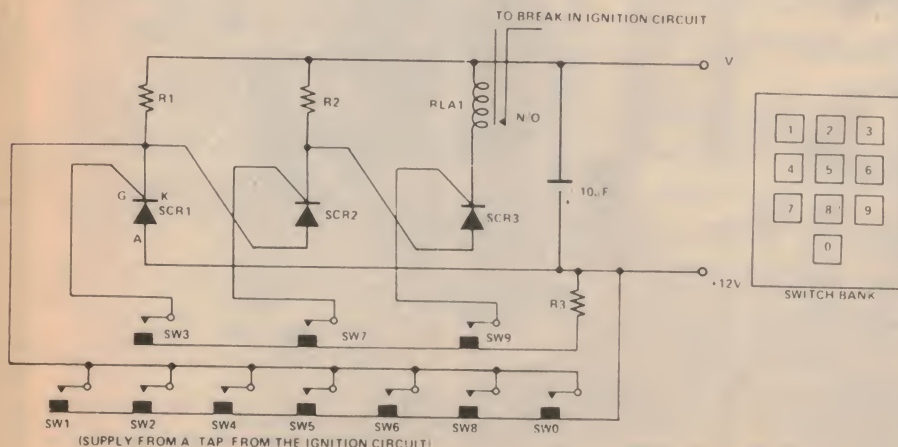 TO BREAK IN IGNITION CIRCUIT
V
R1
R2
RLA1
N/O
1 2 3
4 5 6
7 8 9
0
SWITCH BANK
G K
SCR1
A
SCR2
SCR3
10µF
+
+12V
R3
SW3
SW7
SW9
SW1
SW2
SW4
SW5
SW6
SW8
SW0
(SUPPLY FROM A TAP FROM THE IGNITION CIRCUIT)